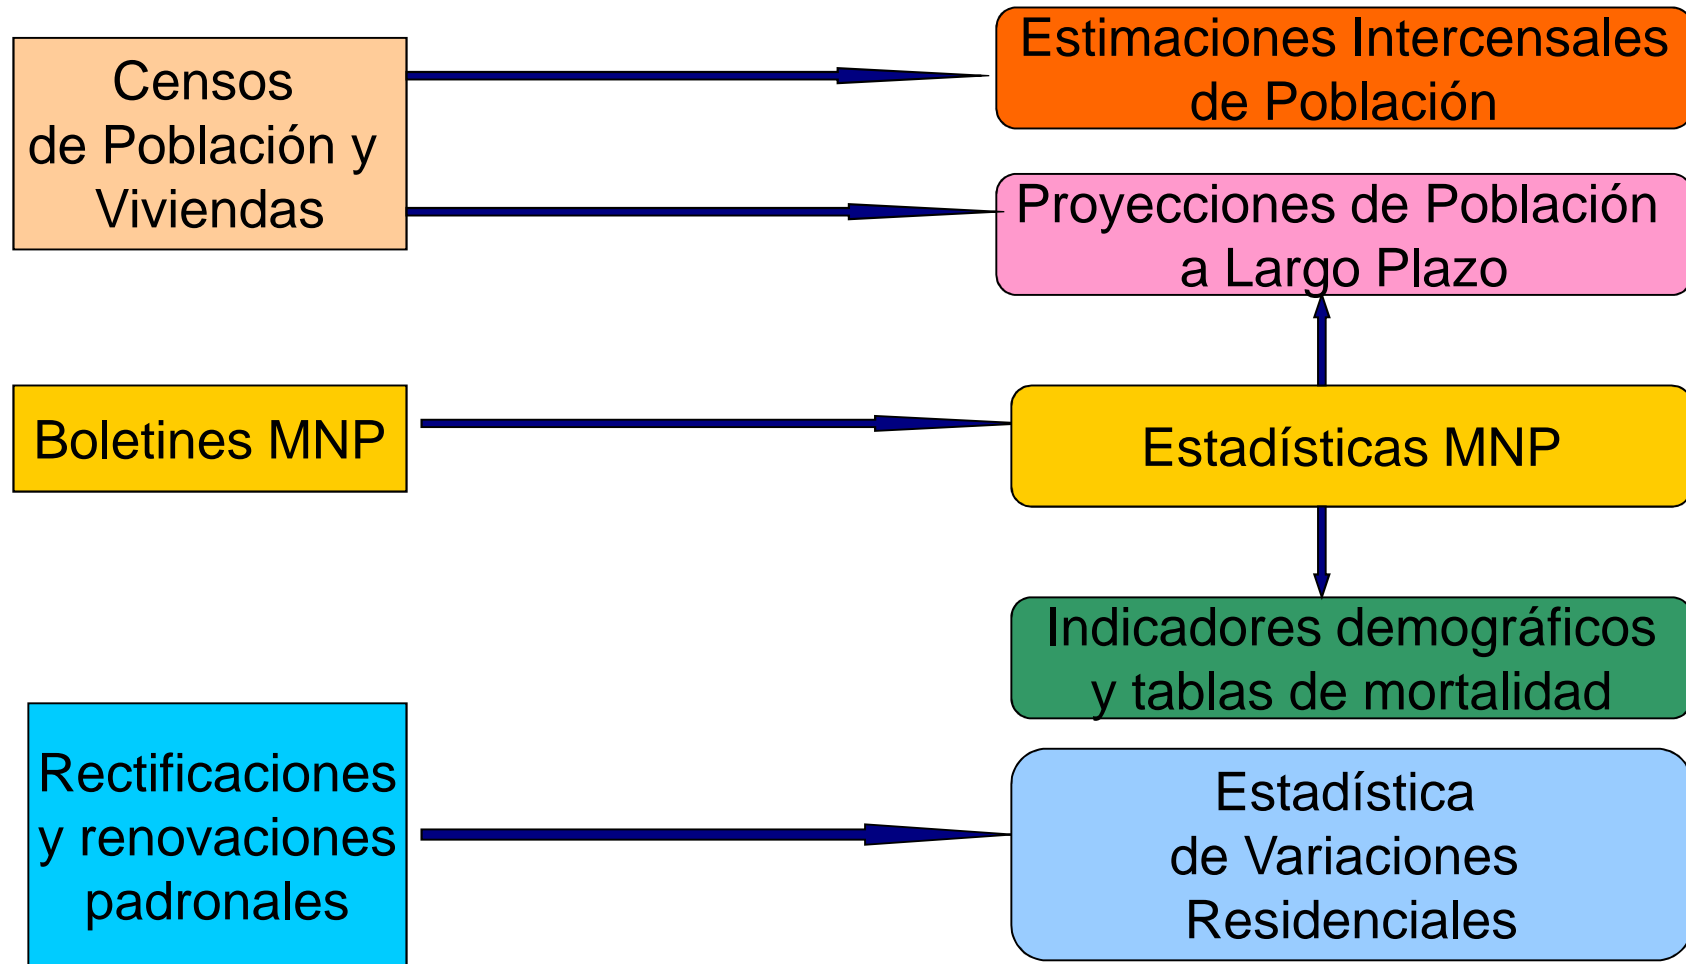 Censos
de Población y
Viviendas
Estimaciones Intercensales
de Población
Proyecciones de Población
a Largo Plazo
Boletines MNP
Estadísticas MNP
Indicadores demográficos
y tablas de mortalidad
Rectificaciones
y renovaciones
padronales
Estadística
de Variaciones
Residenciales